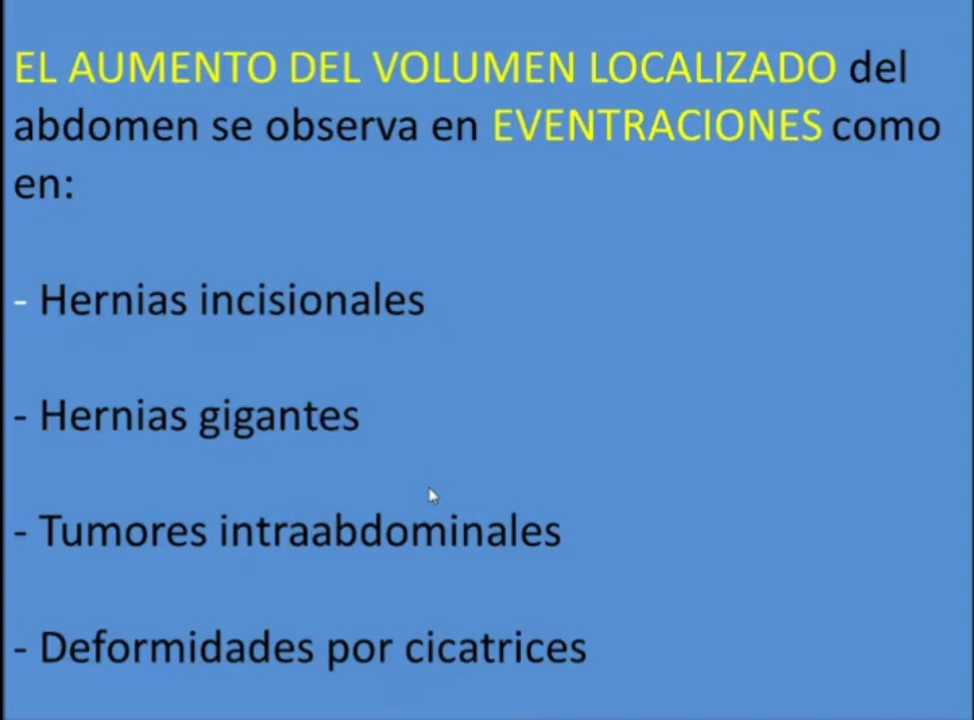 EL AUMENTO DEL VOLUMEN LOCALIZADO del
abdomen se observa en EVENTRACIONES como
en:
- Hernias incisionales
- Hernias gigantes
- Tumores intraabdominales
- Deformidades por cicatrices